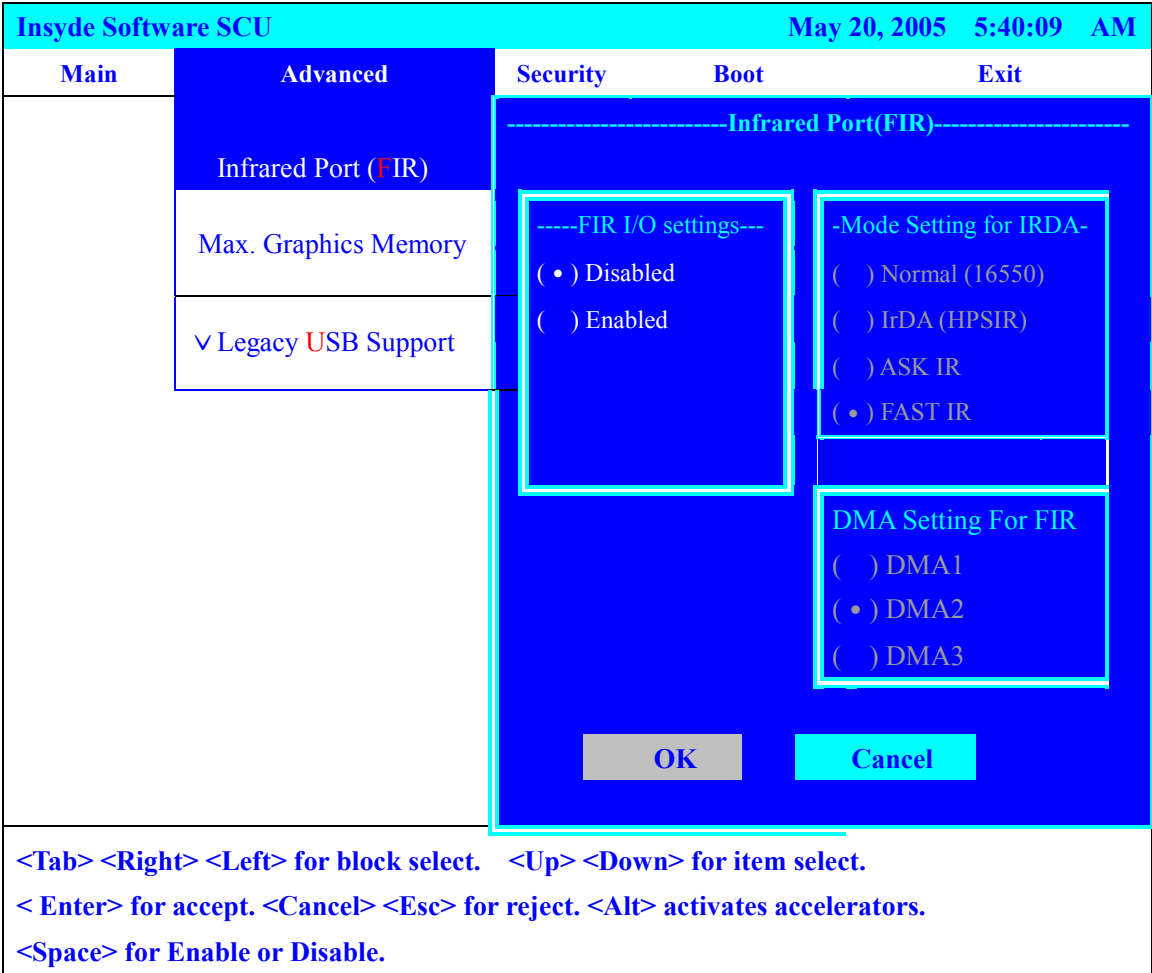 Insyde Software SCU May 20, 2005 5:40:09 AM
Main Advanced Security Boot Exit
--------------------------Infrared Port(FIR)-----------------------
Infrared Port (FIR)
Max. Graphics Memory
∨ Legacy USB Support
-----FIR I/O settings---
( • ) Disabled
( ) Enabled
-Mode Setting for IRDA-
( ) Normal (16550)
( ) IrDA (HPSIR)
( ) ASK IR
( • ) FAST IR
DMA Setting For FIR
( ) DMA1
( • ) DMA2
( ) DMA3
OK Cancel
<Tab> <Right> <Left> for block select. <Up> <Down> for item select.
< Enter> for accept. <Cancel> <Esc> for reject. <Alt> activates accelerators.
<Space> for Enable or Disable.